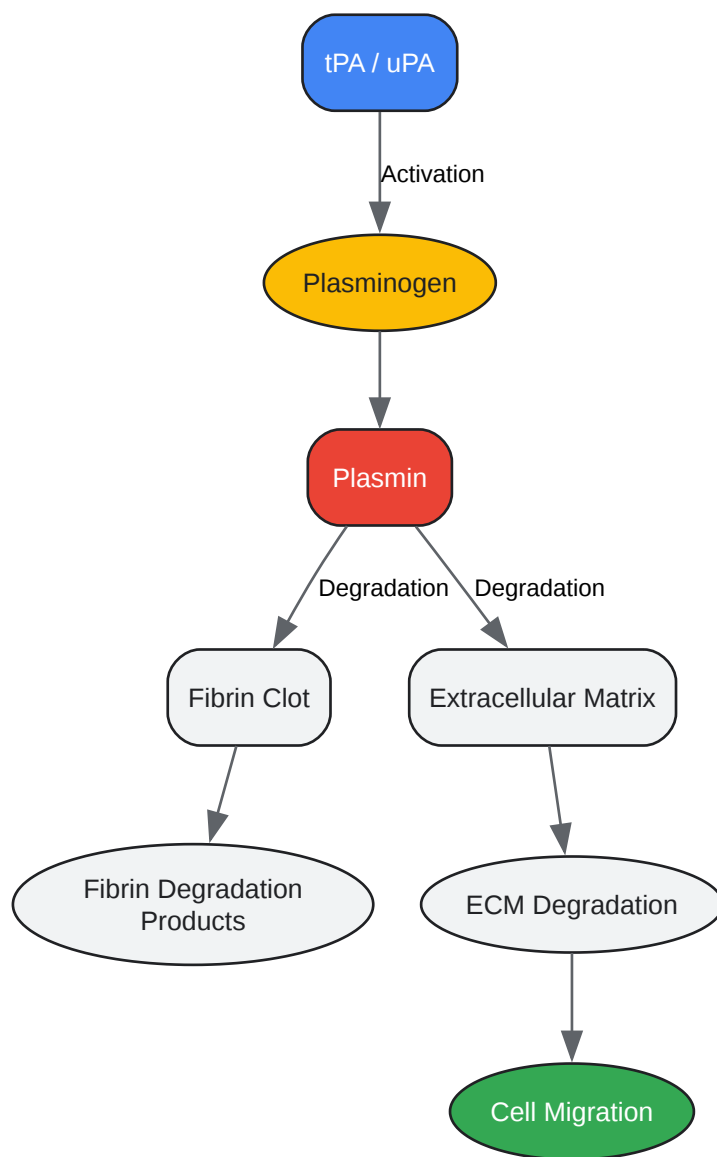 tPA / uPA
Activation
Plasminogen
Plasmin
Degradation
Degradation
Fibrin Clot
Extracellular Matrix
Fibrin Degradation
Products
ECM Degradation
Cell Migration